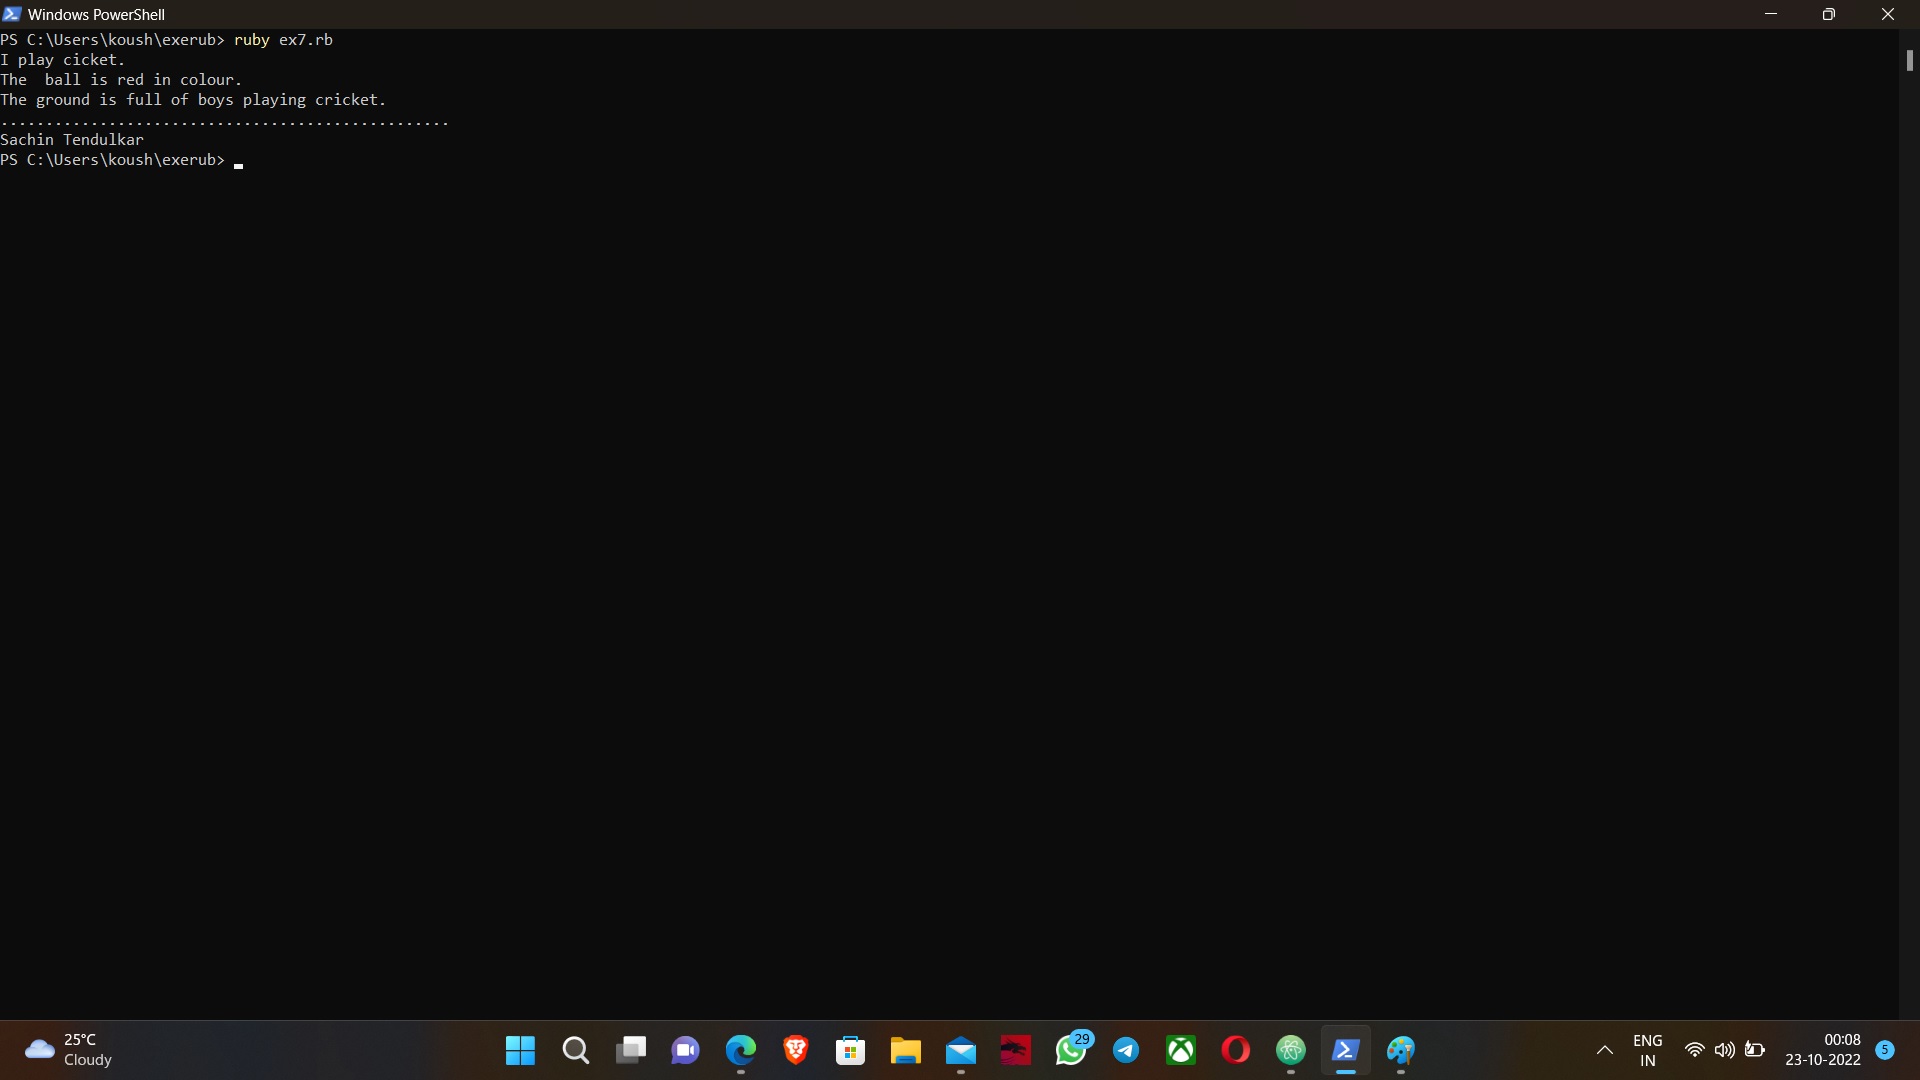 Windows PowerShell
PS C:\Users\koush\exerub> ruby ex7.rb
I play cicket.
The  ball is red in colour.
The ground is full of boys playing cricket.
..................................................
Sachin Tendulkar
PS C:\Users\koush\exerub>
25°C
Cloudy
29
ENG
IN
00:08
23-10-2022
5